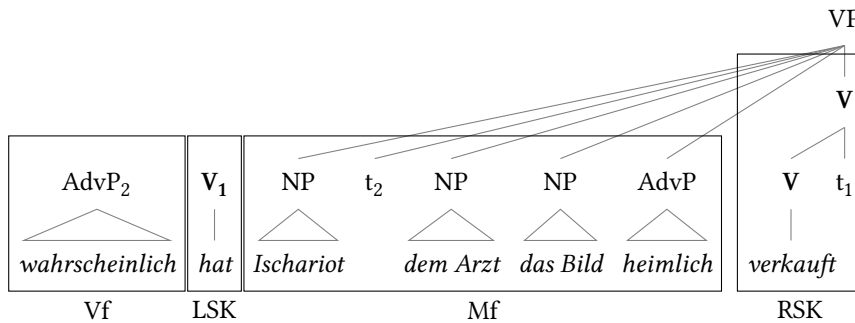 VP
V
AdvP₂ V₁ NP t₂ NP NP AdvP V t₁
wahrscheinlich hat Ischariot dem Arzt das Bild heimlich verkauft
Vf LSK Mf RSK